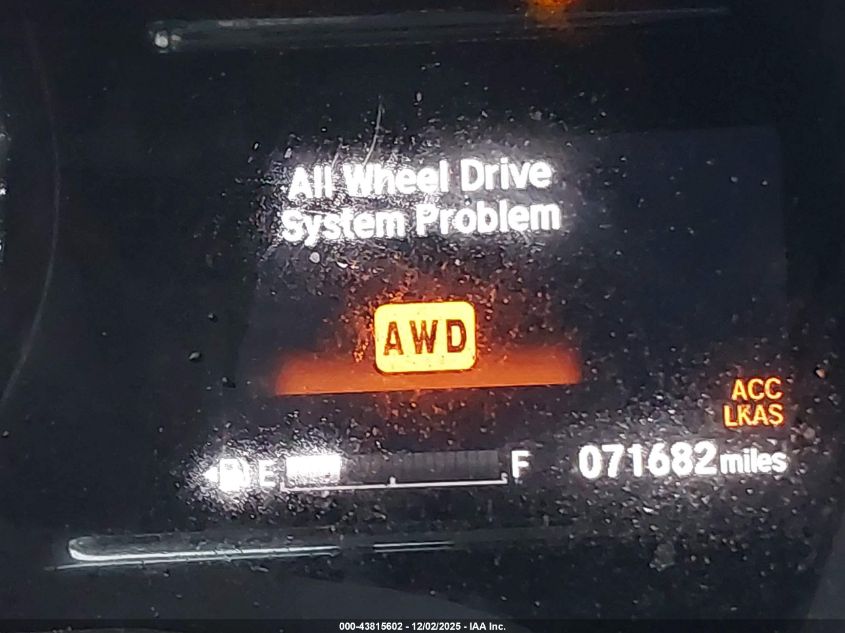 All Wheel Drive
System Problem
AWD
ACC
LKAS
E F 071682 miles
000-43815602 - 12/02/2025 - IAA Inc.